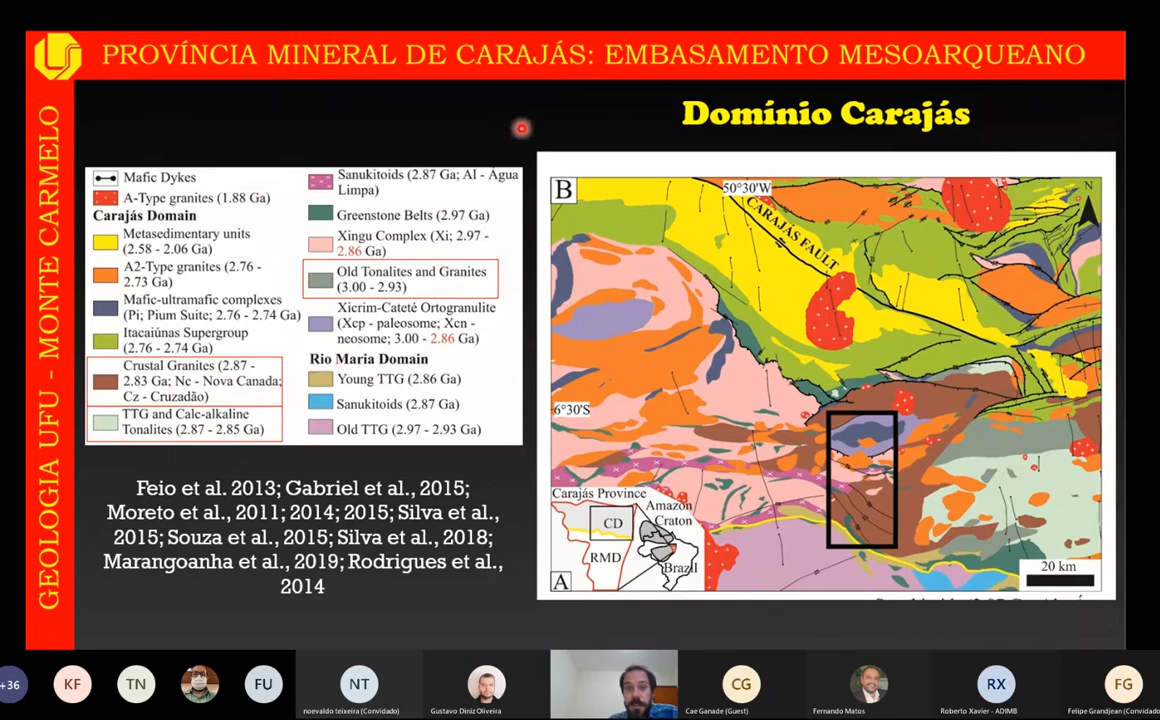 PROVÍNCIA MINERAL DE CARAJÁS: EMBASAMENTO MESOARQUEANO
GEOLOGIA UFU - MONTE CARMELO
Domínio Carajás
Mafic Dykes
A-Type granites (1.88 Ga)
Carajás Domain
Metasedimentary units
(2.58 - 2.06 Ga)
A2-Type granites (2.76 -
2.73 Ga)
Mafic-ultramafic complexes
(Pi; Pium Suite; 2.76 - 2.74 Ga)
Itacaiúnas Supergroup
(2.76 - 2.74 Ga)
Crustal Granites (2.87 -
2.83 Ga; Nc - Nova Canada;
Cz - Cruzadão)
TTG and Calc-alkaline
Tonalites (2.87 - 2.85 Ga)
Sanukitoids (2.87 Ga; Al - Água
Limpa)
Greenstone Belts (2.97 Ga)
Xingu Complex (Xi; 2.97 -
2.86 Ga)
Old Tonalites and Granites
(3.00 - 2.93)
Xicrim-Cateté Ortogranulite
(Xcp - paleosome; Xcn -
neosome; 3.00 - 2.86 Ga)
Rio Maria Domain
Young TTG (2.86 Ga)
Sanukitoids (2.87 Ga)
Old TTG (2.97 - 2.93 Ga)
Feio et al. 2013; Gabriel et al., 2015;
Moreto et al., 2011; 2014; 2015; Silva et al.,
2015; Souza et al., 2015; Silva et al., 2018;
Marangoanha et al., 2019; Rodrigues et al.,
2014
B
50°30'W
N
CARAJÁS FAULT
6°30'S
Carajás Province
Amazon
Craton
CD
RMD
Brazil
A
20 km
+36
KF
TN
FU
NT
noevaldo teixeira (Convidado)
Gustavo Diniz Oliveira
CG
Cae Ganade (Guest)
Fernando Matos
RX
Roberto Xavier - ADIMB
FG
Felipe Grandjean (Convidado